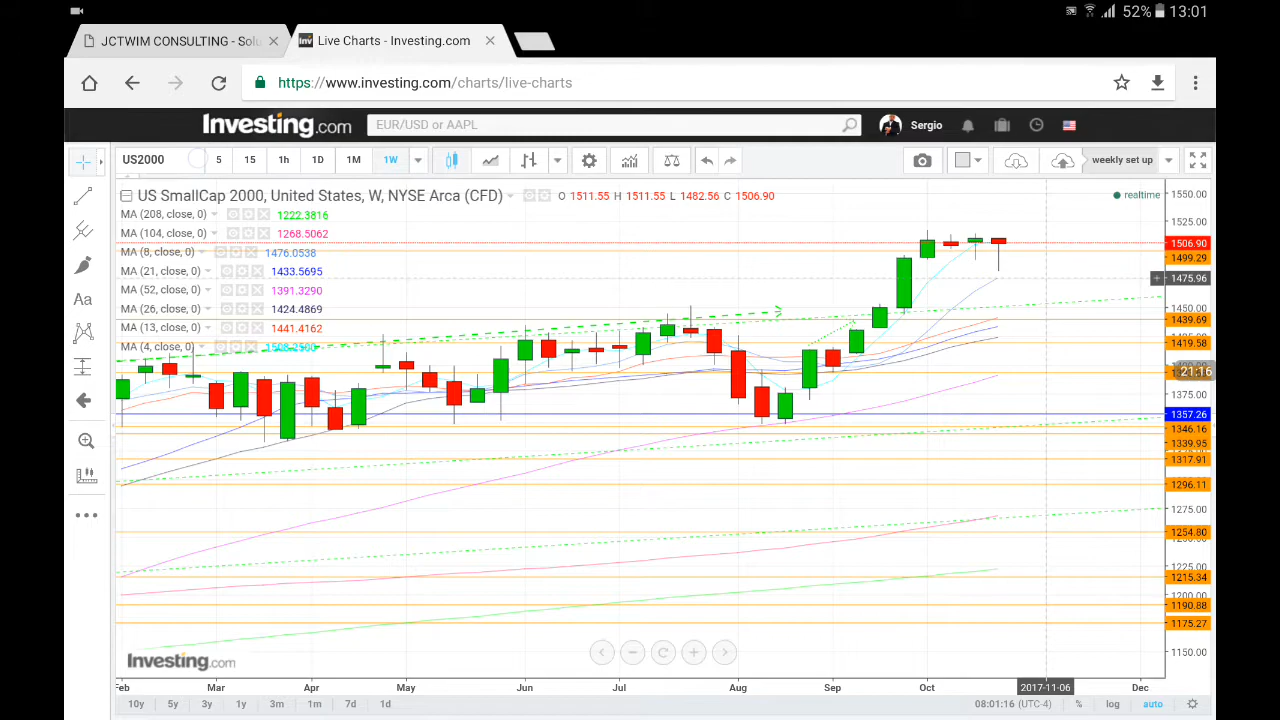 52% 13:01
JCTWIM CONSULTING - Solu
Live Charts - Investing.com
https://www.investing.com/charts/live-charts
Investing.com
EUR/USD or AAPL
Sergio
US2000 5 15 1h 1D 1M 1W
weekly set up
US SmallCap 2000, United States, W, NYSE Arca (CFD) O 1511.55 H 1511.55 L 1482.56 C 1506.90
realtime
MA (208, close, 0) 1222.3816
MA (104, close, 0) 1268.5062
MA (8, close, 0) 1476.0538
MA (21, close, 0) 1433.5695
MA (52, close, 0) 1391.3290
MA (26, close, 0) 1424.4869
MA (13, close, 0) 1441.4162
MA (4, close, 0) 1508.2500
Aa
1550.00
1525.00
1506.90
1499.29
1475.96
1450.00
1439.69
1419.58
21:16
1375.00
1357.26
1346.16
1339.95
1317.91
1296.11
1275.00
1254.80
1225.00
1215.34
1200.00
1190.88
1175.27
1150.00
Investing.com
Feb Mar Apr May Jun Jul Aug Sep Oct 2017-11-06 Dec
10y 5y 3y 1y 3m 1m 7d 1d
08:01:16 (UTC-4) % log auto